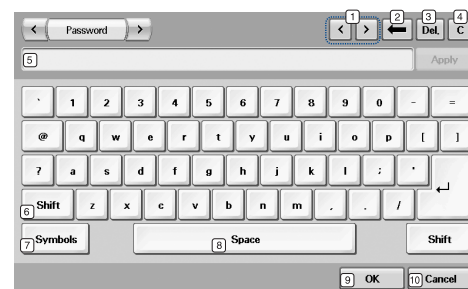 < Password > 1 < > 2 ← 3 Del. 4 C
5 Apply
` 1 2 3 4 5 6 7 8 9 0 - =
@ q w e r t y u i o p [ ]
? a s d f g h j k l ; '
6 Shift z x c v b n m , . / ↵
7 Symbols 8 Space Shift
9 OK 10 Cancel